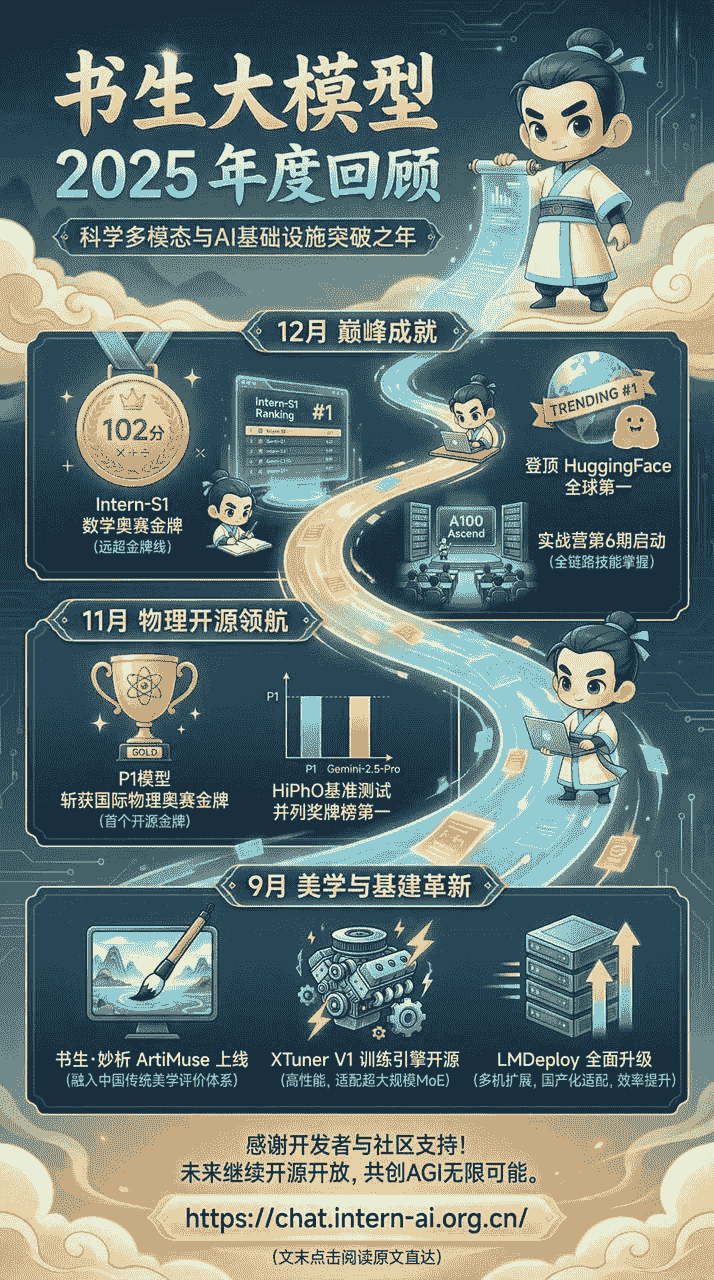 书生大模型
2025 年度回顾
科学多模态与AI基础设施突破之年
12月 巅峰成就
102分
Intern-S1
Ranking
#1
Intern-S1
数学奥赛金牌
(远超金牌线)
TRENDING #1
登顶 HuggingFace
全球第一
A100
Ascend
实战营第6期启动
(全链路技能掌握)
11月 物理开源领航
GOLD
P1模型
斩获国际物理奥赛金牌
(首个开源金牌)
P1
P1 Gemini-2.5-Pro
HiPhO基准测试
并列奖牌榜第一
9月 美学与基建革新
书生·妙析 ArtiMuse 上线
(融入中国传统美学评价体系)
XTuner V1 训练引擎开源
(高性能, 适配超大规模MoE)
LMDeploy 全面升级
(多机扩展, 国产化适配, 效率提升)
感谢开发者与社区支持!
未来继续开源开放, 共创AGI无限可能。
https://chat.intern-ai.org.cn/
(文末点击阅读原文直达)